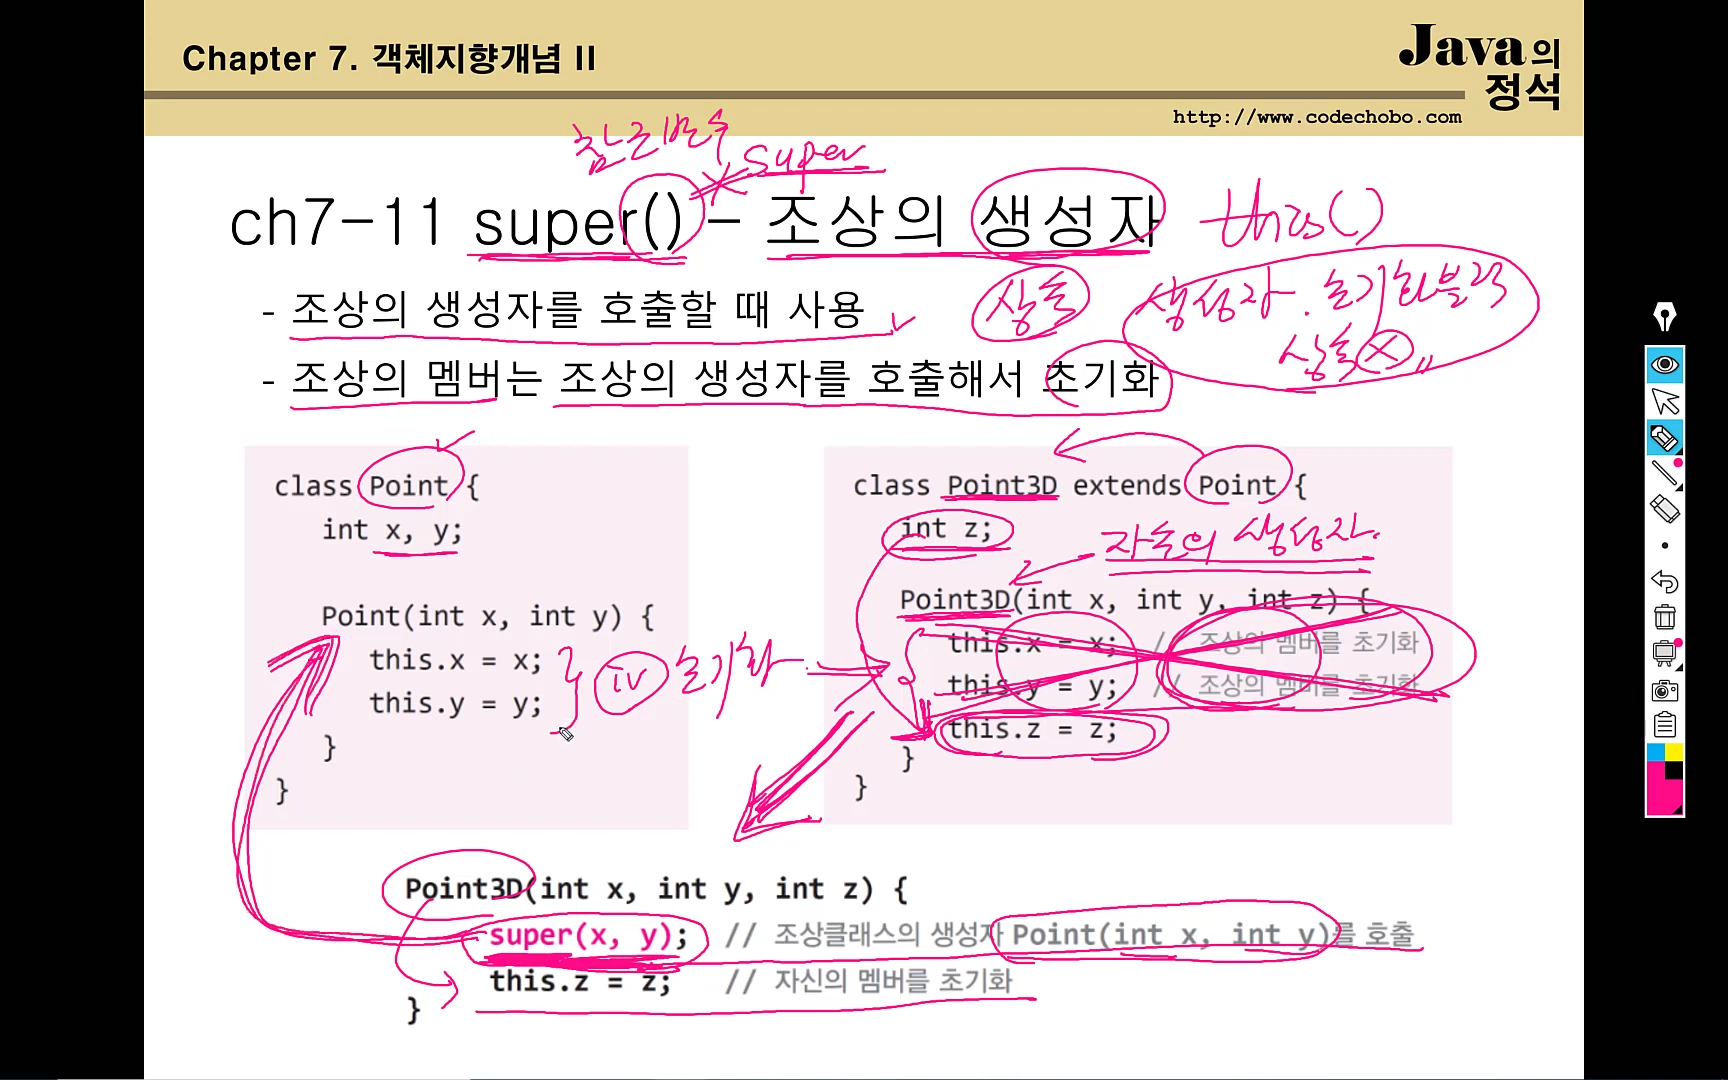 Chapter 7. 객체지향개념 II
Java의 정석
http://www.codechobo.com
참조변수
super
ch7-11 super() - 조상의 생성자 this()
- 조상의 생성자를 호출할 때 사용
상속
생성자. 초기화블럭
상속 X
- 조상의 멤버는 조상의 생성자를 호출해서 초기화
class Point {
int x, y;
Point(int x, int y) {
this.x = x;
this.y = y;
}
}
iv 초기화
class Point3D extends Point {
int z;
자손의 생성자.
Point3D(int x, int y, int z) {
this.x = x; // 조상의 멤버를 초기화
this.y = y; // 조상의 멤버를 초기화
this.z = z;
}
}
Point3D(int x, int y, int z) {
super(x, y); // 조상클래스의 생성자 Point(int x, int y)를 호출
this.z = z; // 자신의 멤버를 초기화
}